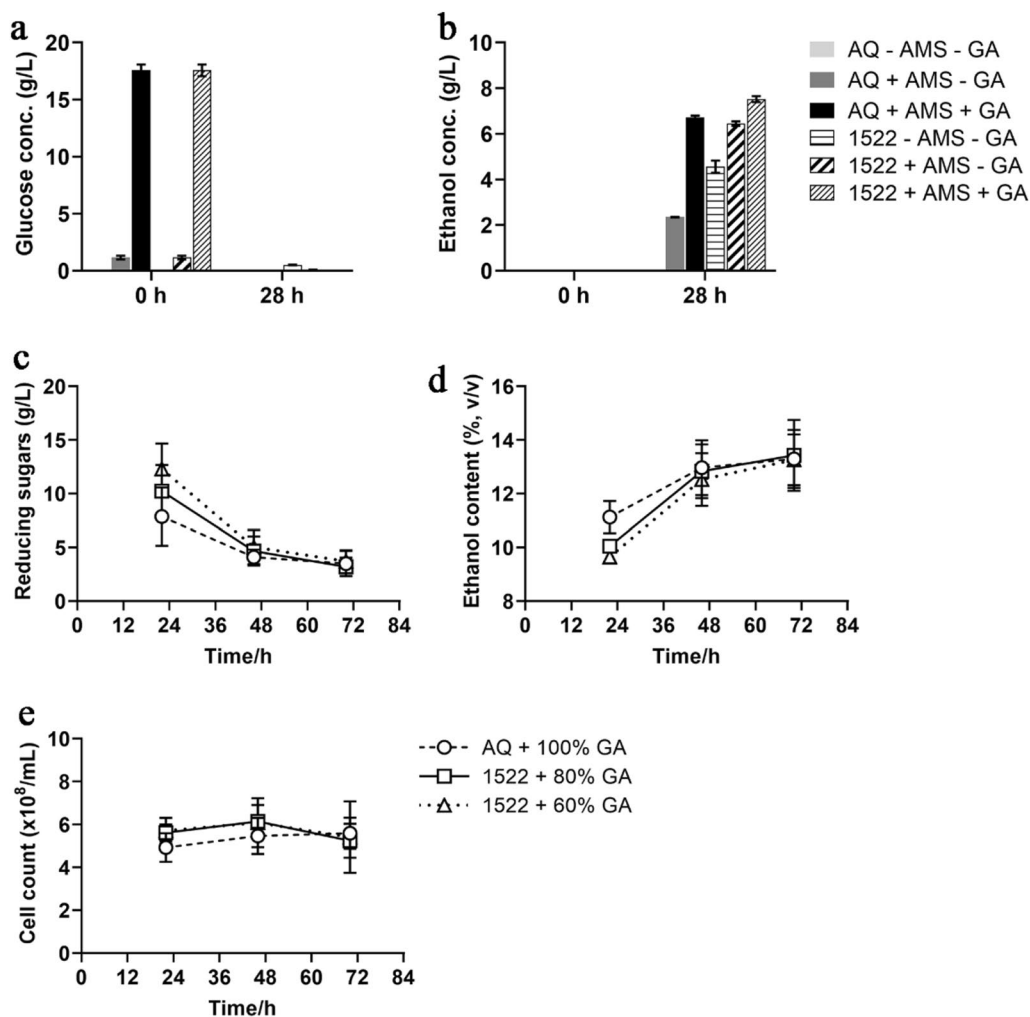 a
Glucose conc. (g/L)
20
15
10
5
0
0 h
28 h
b
Ethanol conc. (g/L)
10
8
6
4
2
0
0 h
28 h
AQ - AMS - GA
AQ + AMS - GA
AQ + AMS + GA
1522 - AMS - GA
1522 + AMS - GA
1522 + AMS + GA
c
Reducing sugars (g/L)
20
15
10
5
0
0 12 24 36 48 60 72 84
Time/h
d
Ethanol content (%, v/v)
16
14
12
10
8
0 12 24 36 48 60 72 84
Time/h
e
Cell count (x10⁸/mL)
10
8
6
4
2
0
0 12 24 36 48 60 72 84
Time/h
AQ + 100% GA
1522 + 80% GA
1522 + 60% GA